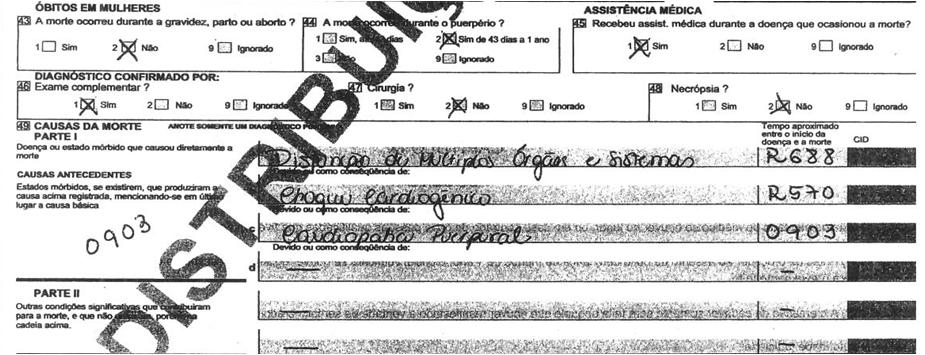 ÓBITOS EM MULHERES
43 A morte ocorreu durante a gravidez, parto ou aborto ?
1 Sim 2 Não 9 Ignorado
44 A morte ocorreu durante o puerpério ?
1 Sim, até 42 dias 2 Sim de 43 dias a 1 ano
3 Não 9 Ignorado
ASSISTÊNCIA MÉDICA
45 Recebeu assist. médica durante a doença que ocasionou a morte?
1 Sim 2 Não 9 Ignorado
DIAGNÓSTICO CONFIRMADO POR:
46 Exame complementar ?
1 Sim 2 Não 9 Ignorado
47 Cirurgia ?
1 Sim 2 Não 9 Ignorado
48 Necrópsia ?
1 Sim 2 Não 9 Ignorado
49 CAUSAS DA MORTE ANOTE SOMENTE UM DIAGNÓSTICO POR
PARTE I
Doença ou estado mórbido que causou diretamente a
morte
Tempo aproximado
entre o início da
doença e a morte
CID
Disfunção de Múltiplos Órgãos e Sistemas R688
Devido ou como conseqüência de:
CAUSAS ANTECEDENTES
Estados mórbidos, se existirem, que produziram a
causa acima registrada, mencionando-se em último
lugar a causa básica
Choque Cardiogênico R570
Devido ou como conseqüência de:
0903
c Cardiopatia Puerperal 0903
Devido ou como conseqüência de:
d — —
PARTE II
Outras condições significativas que contribuíram
para a morte, e que não entraram, porém, na
cadeia acima.
— —
— —
DISTRIBUIÇ